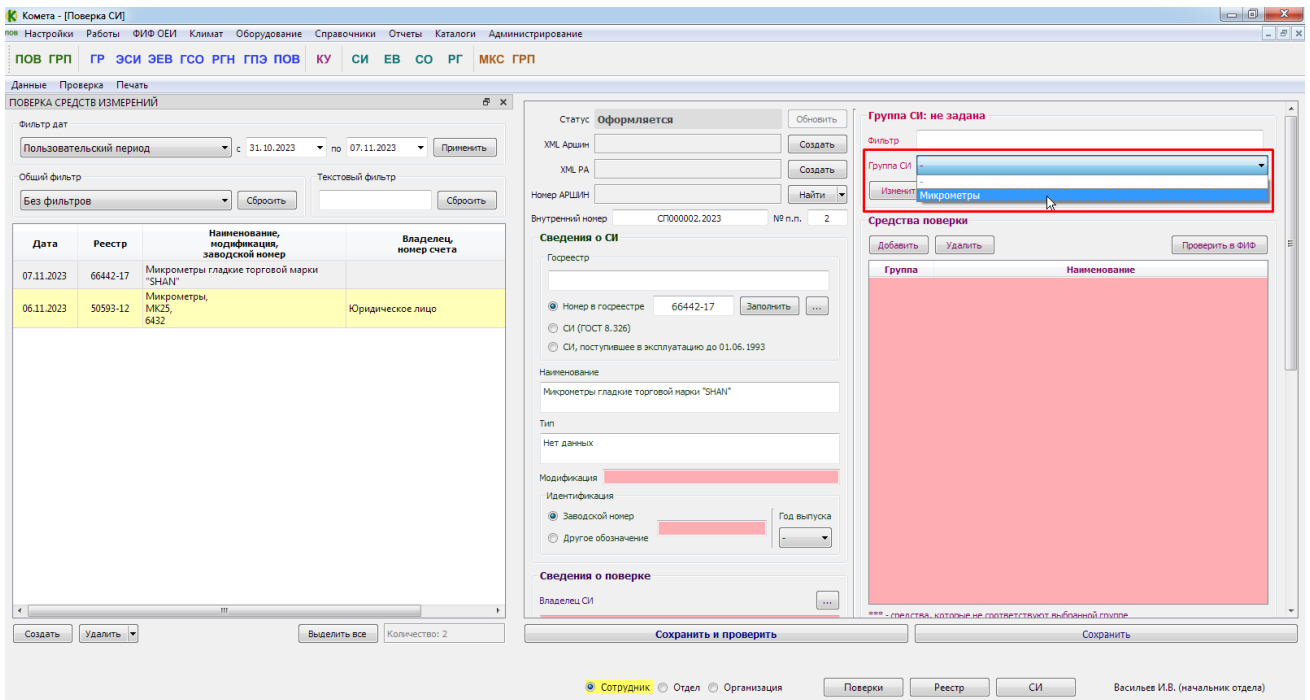 Комета - [Поверка СИ]
ПОВ Настройки Работы ФИФ ОЕИ Климат Оборудование Справочники Отчеты Каталоги Администрирование
ПОВ ГРП ГР ЭСИ ЭЕВ ГСО РГН ГПЭ ПОВ КУ СИ ЕВ СО РГ МКС ГРП
Данные Проверка Печать
ПОВЕРКА СРЕДСТВ ИЗМЕРЕНИЙ
Фильтр дат
Пользовательский период с 31.10.2023 по 07.11.2023 Применить
Общий фильтр Текстовый фильтр
Без фильтров Сбросить Сбросить
Дата Реестр Наименование, модификация, заводской номер Владелец, номер счета
07.11.2023 66442-17 Микрометры гладкие торговой марки "SHAN"
06.11.2023 50593-12 Микрометры, МК25, 6432 Юридическое лицо
Создать Удалить Выделить все Количество: 2
Статус Оформляется Обновить
XML Аршин Создать
XML РА Создать
Номер АРШИН Найти
Внутренний номер СП000002.2023 № п.п. 2
Сведения о СИ
Госреестр
Номер в госреестре 66442-17 Заполнить ...
СИ (ГОСТ 8.326)
СИ, поступившее в эксплуатацию до 01.06.1993
Наименование
Микрометры гладкие торговой марки "SHAN"
Тип
Нет данных
Модификация
Идентификация
Заводской номер Год выпуска
Другое обозначение -
Сведения о поверке
Владелец СИ ...
Группа СИ: не задана
Фильтр
Группа СИ -
-
Изменит Микрометры
Средства поверки
Добавить Удалить Проверить в ФИФ
Группа Наименование
*** - средства, которые не соответствуют выбранной группе
Сохранить и проверить Сохранить
Сотрудник Отдел Организация Поверки Реестр СИ Васильев И.В. (начальник отдела)